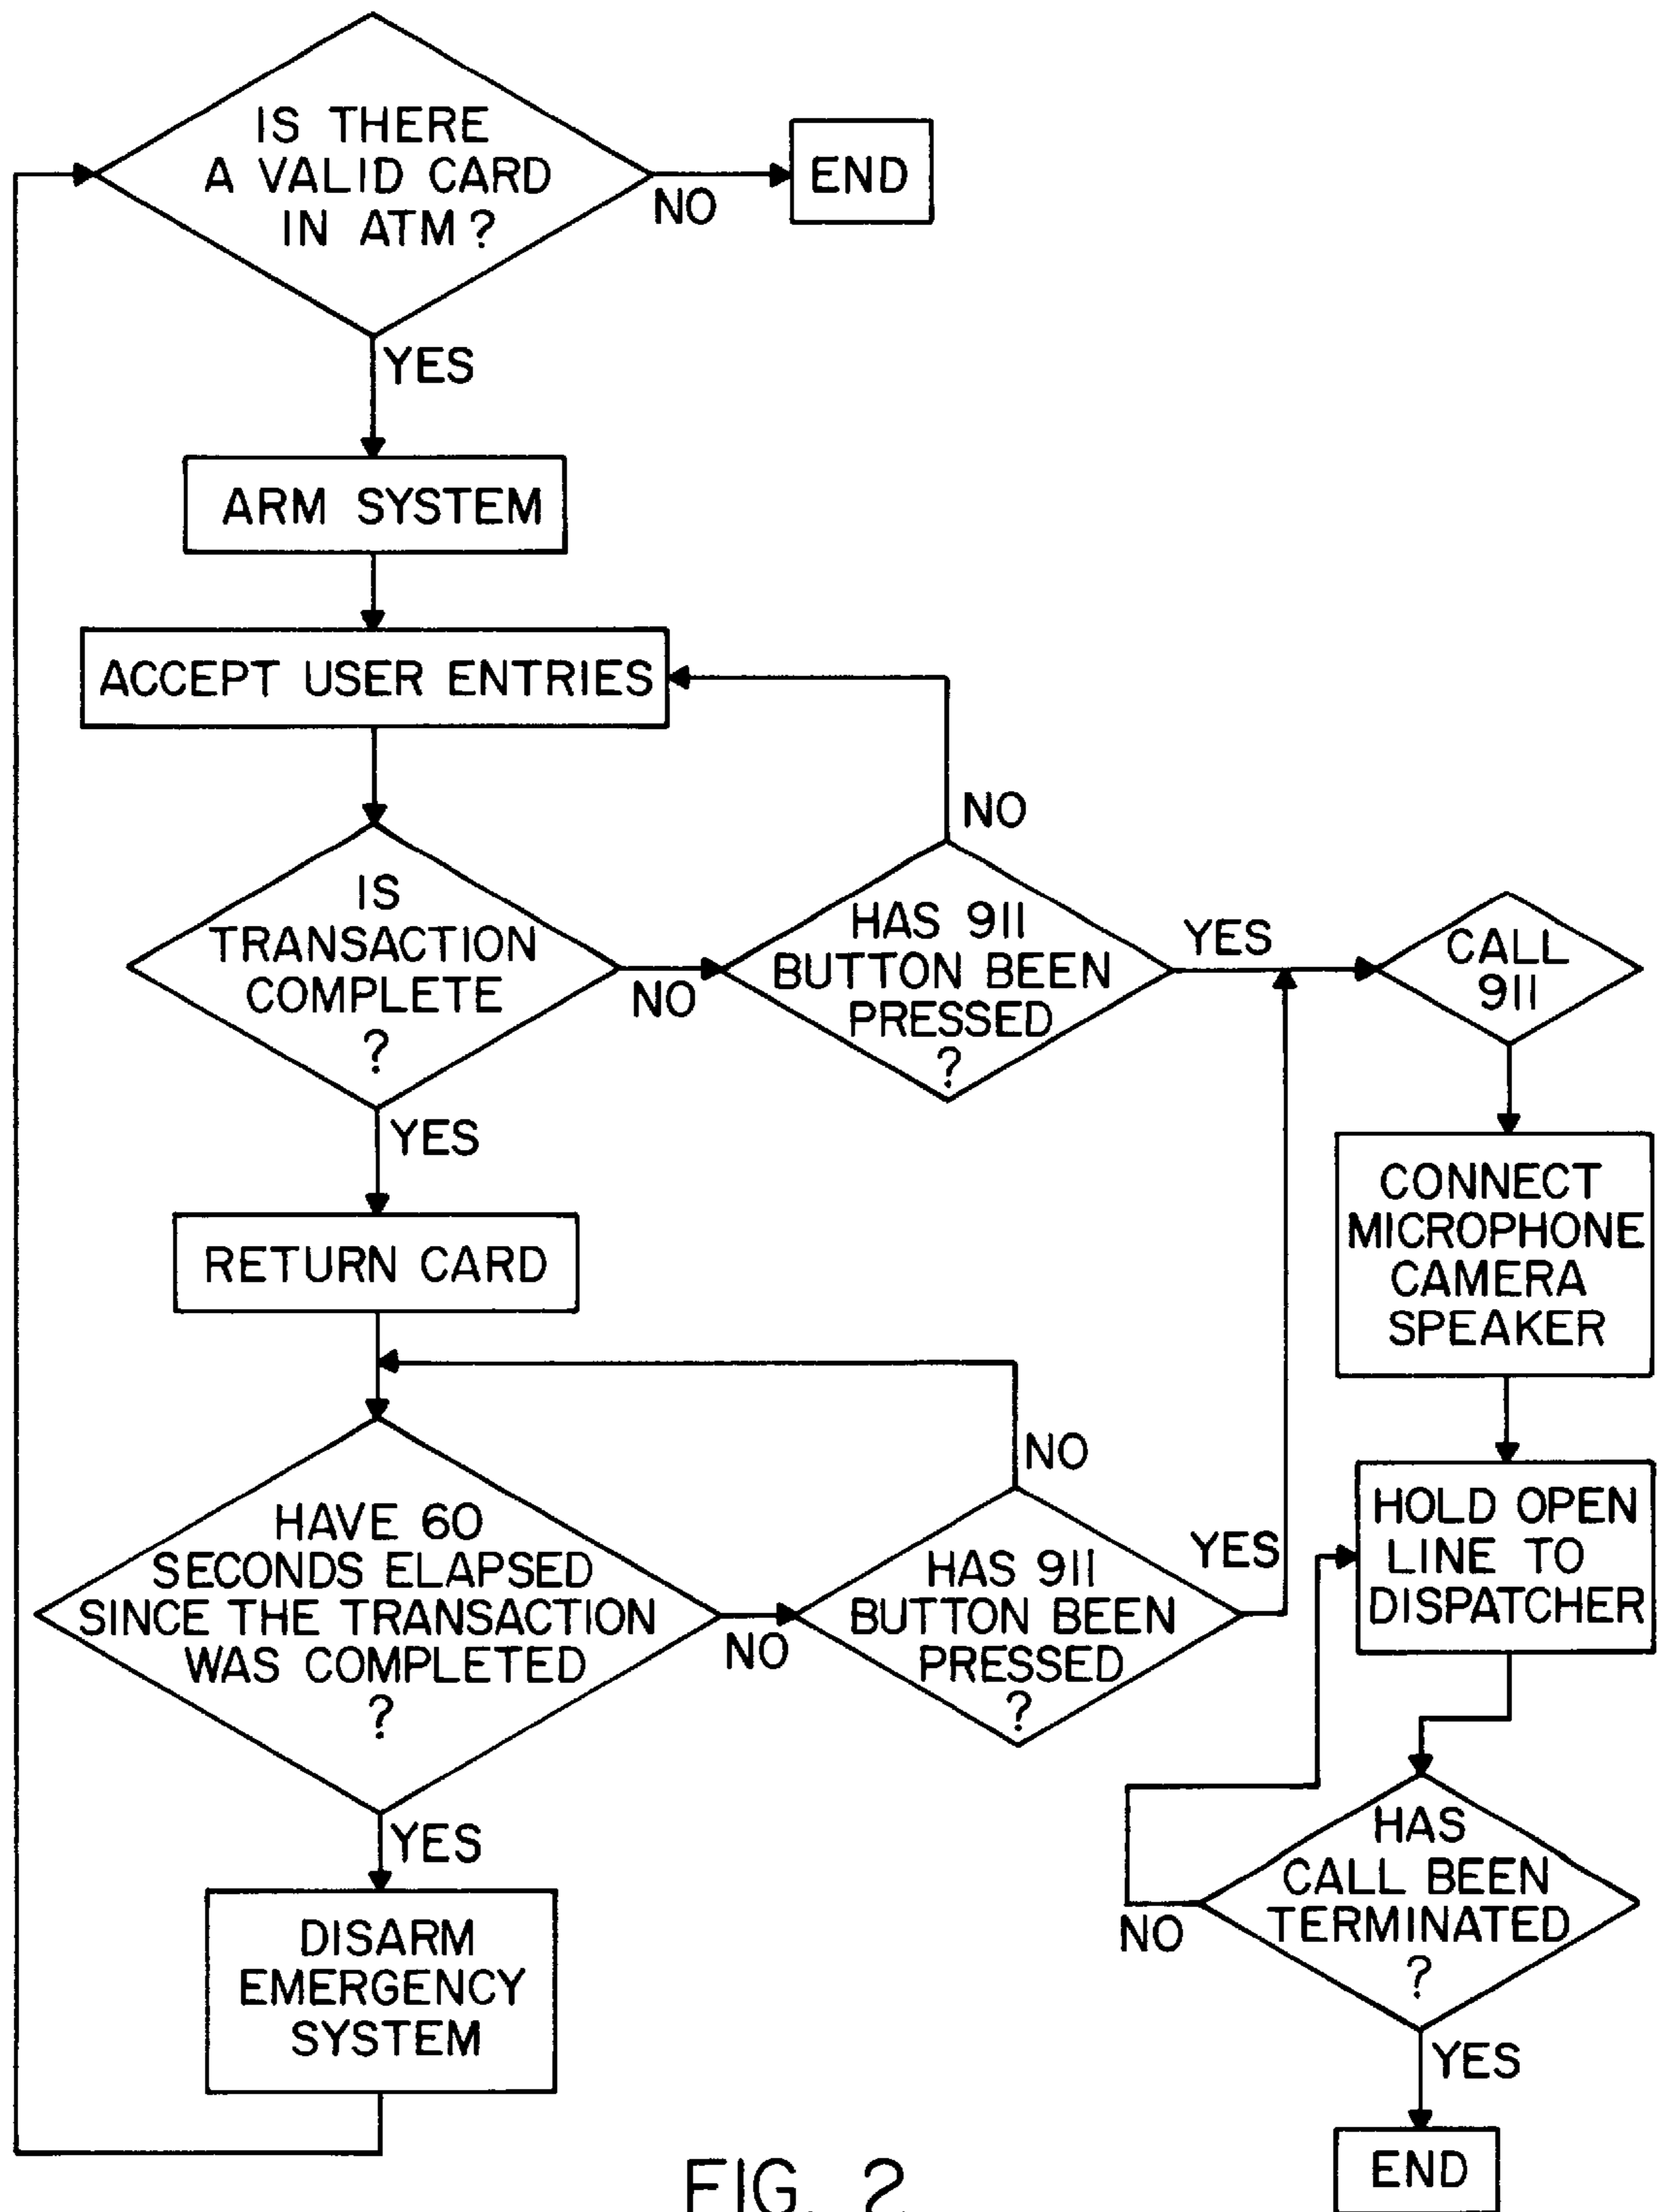 IS THERE
A VALID CARD
IN ATM?
NO
END
YES
ARM SYSTEM
ACCEPT USER ENTRIES
NO
IS
TRANSACTION
COMPLETE
?
NO
HAS 911
BUTTON BEEN
PRESSED
?
YES
CALL
911
YES
RETURN CARD
CONNECT
MICROPHONE
CAMERA
SPEAKER
NO
HAVE 60
SECONDS ELAPSED
SINCE THE TRANSACTION
WAS COMPLETED
?
NO
HAS 911
BUTTON BEEN
PRESSED
?
YES
HOLD OPEN
LINE TO
DISPATCHER
YES
DISARM
EMERGENCY
SYSTEM
HAS
CALL BEEN
TERMINATED
?
NO
YES
END
FIG. 2